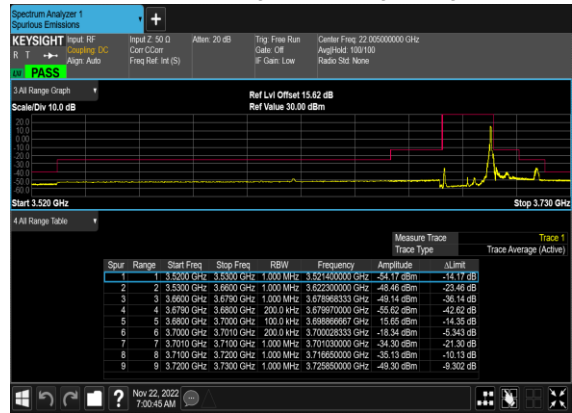 Spectrum Analyzer 1
Spurious Emissions
+
KEYSIGHT Input: RF Input Z: 50 Ω Atten: 20 dB Trig: Free Run Center Freq: 22.005000000 GHz
R T Coupling: DC Corr CCorr Gate: Off Avg|Hold: 100/100
Align: Auto Freq Ref: Int (S) IF Gain: Low Radio Std: None
PASS
3 All Range Graph
Ref Lvl Offset 15.62 dB
Scale/Div 10.0 dB Ref Value 30.00 dBm
20.0
10.0
0.00
-10.0
-20.0
-30.0
-40.0
-50.0
-60.0
Start 3.520 GHz Stop 3.730 GHz
4 All Range Table
Measure Trace Trace 1
Trace Type Trace Average (Active)
Spur Range Start Freq Stop Freq RBW Frequency Amplitude ΔLimit
1 1 3.5200 GHz 3.5300 GHz 1.000 MHz 3.521400000 GHz -54.17 dBm -14.17 dB
2 2 3.5300 GHz 3.6600 GHz 1.000 MHz 3.622300000 GHz -48.46 dBm -23.46 dB
3 3 3.6600 GHz 3.6790 GHz 1.000 MHz 3.678968333 GHz -49.14 dBm -36.14 dB
4 4 3.6790 GHz 3.6800 GHz 200.0 kHz 3.679970000 GHz -55.62 dBm -42.62 dB
5 5 3.6800 GHz 3.7000 GHz 100.0 kHz 3.698866667 GHz 15.65 dBm -14.35 dB
6 6 3.7000 GHz 3.7010 GHz 200.0 kHz 3.700028333 GHz -18.34 dBm -5.343 dB
7 7 3.7010 GHz 3.7100 GHz 1.000 MHz 3.701030000 GHz -34.30 dBm -21.30 dB
8 8 3.7100 GHz 3.7200 GHz 1.000 MHz 3.716650000 GHz -35.13 dBm -10.13 dB
9 9 3.7200 GHz 3.7300 GHz 1.000 MHz 3.725850000 GHz -49.30 dBm -9.302 dB
? Nov 22, 2022
7:00:45 AM